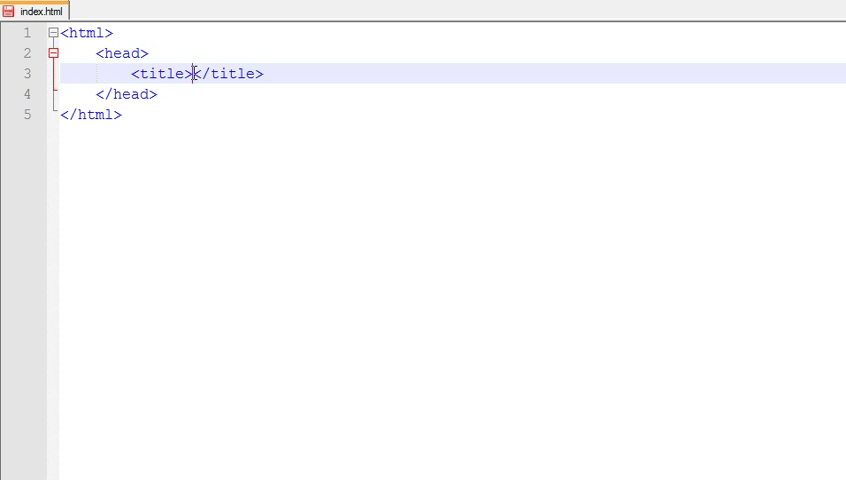 index.html
1 <html>
2 <head>
3 <title></title>
4 </head>
5 </html>